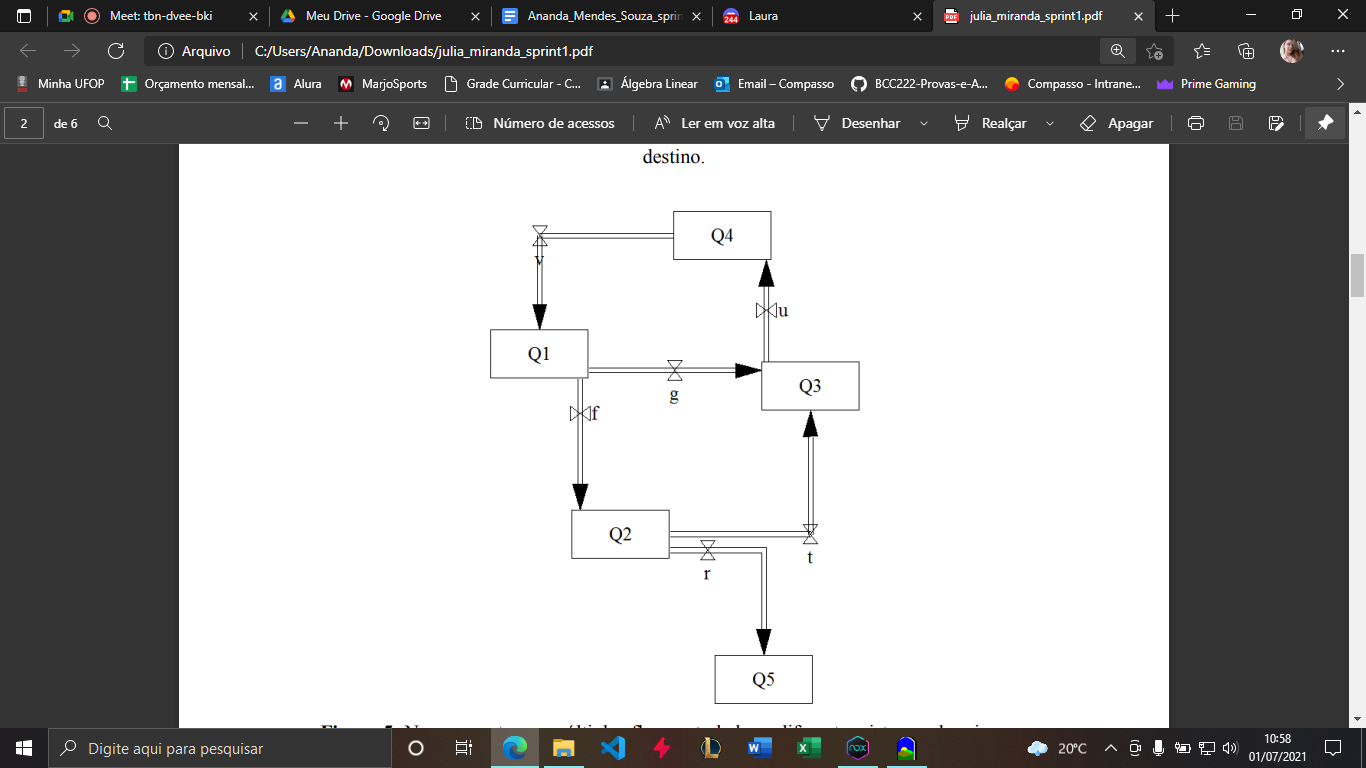 Meet: tbn-dvee-bki
Meu Drive - Google Drive
Ananda_Mendes_Souza_sprin
244
Laura
PDF
julia_miranda_sprint1.pdf
Arquivo
C:/Users/Ananda/Downloads/julia_miranda_sprint1.pdf
Minha UFOP
Orçamento mensal...
a
Alura
MarjoSports
Grade Curricular - C...
Álgebra Linear
Email – Compasso
BCC222-Provas-e-A...
Compasso - Intrane...
Prime Gaming
2
de 6
Número de acessos
Ler em voz alta
Desenhar
Realçar
Apagar
destino.
Q4
v
u
Q1
g
Q3
f
Q2
r
t
Q5
Digite aqui para pesquisar
nox
20°C
10:58
01/07/2021